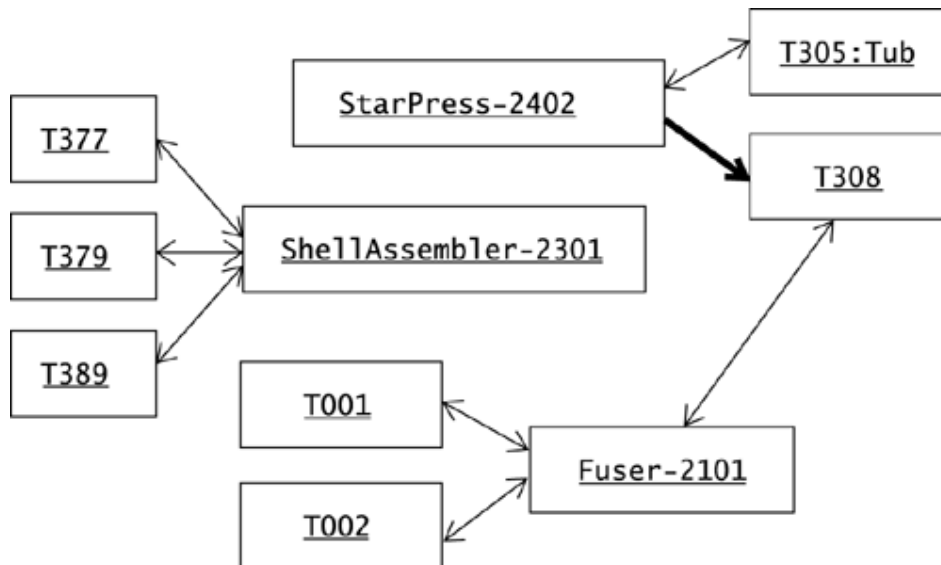 T305:Tub
StarPress-2402
T377
T308
T379
ShellAssembler-2301
T389
T001
Fuser-2101
T002